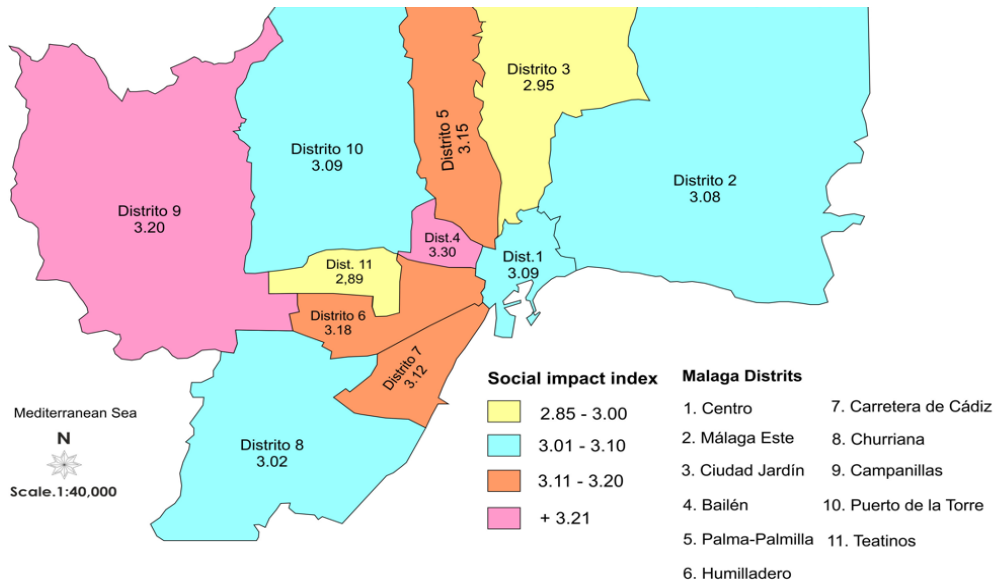 Distrito 3
2.95
Distrito 5
3.15
Distrito 10
3.09
Distrito 2
3.08
Distrito 9
3.20
Dist.4
3.30
Dist.1
3.09
Dist. 11
2,89
Distrito 6
3.18
Distrito 7
3.12
Distrito 8
3.02
Mediterranean Sea
N
Scale.1:40,000
Social impact index
2.85 - 3.00
3.01 - 3.10
3.11 - 3.20
+ 3.21
Malaga Distrits
1. Centro
2. Málaga Este
3. Ciudad Jardín
4. Bailén
5. Palma-Palmilla
6. Humilladero
7. Carretera de Cádiz
8. Churriana
9. Campanillas
10. Puerto de la Torre
11. Teatinos